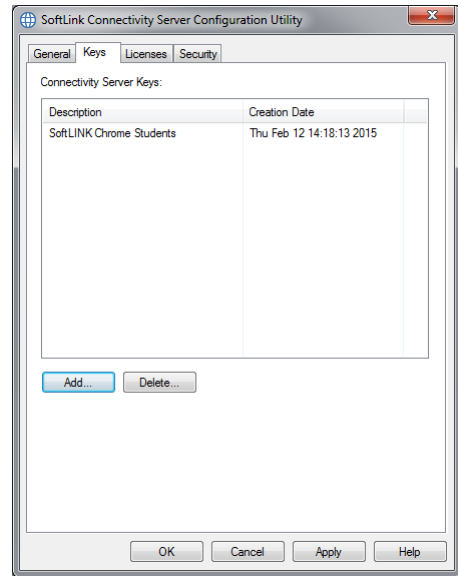 SoftLink Connectivity Server Configuration Utility
General Keys Licenses Security
Connectivity Server Keys:
Description Creation Date
SoftLINK Chrome Students Thu Feb 12 14:18:13 2015
Add... Delete...
OK Cancel Apply Help